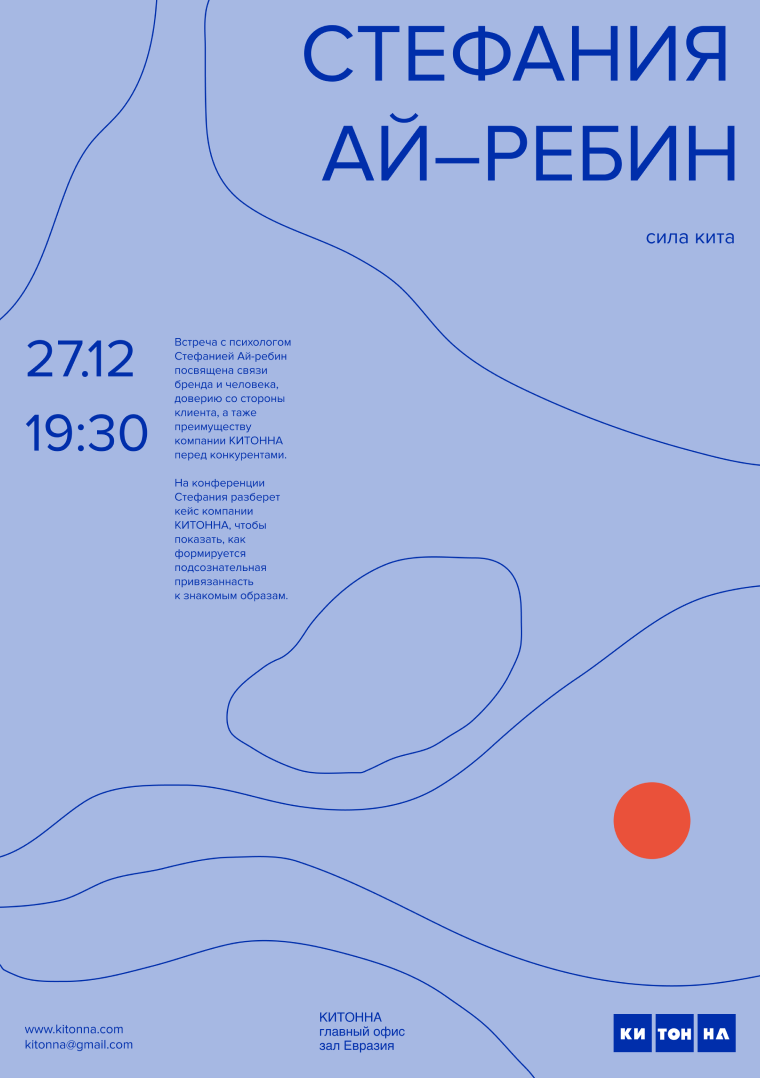 СТЕФАНИЯ
АЙ–РЕБИН
сила кита
27.12
19:30
Встреча с психологом
Стефанией Ай-ребин
посвящена связи
бренда и человека,
доверию со стороны
клиента, а таже
преимуществу
компании КИТОННА
перед конкурентами.
На конференции
Стефания разберет
кейс компании
КИТОННА, чтобы
показать, как
формируется
подсознательная
привязаннасть
к знакомым образам.
www.kitonna.com
kitonna@gmail.com
КИТОННА
главный офис
зал Евразия
КИ ТОН НА